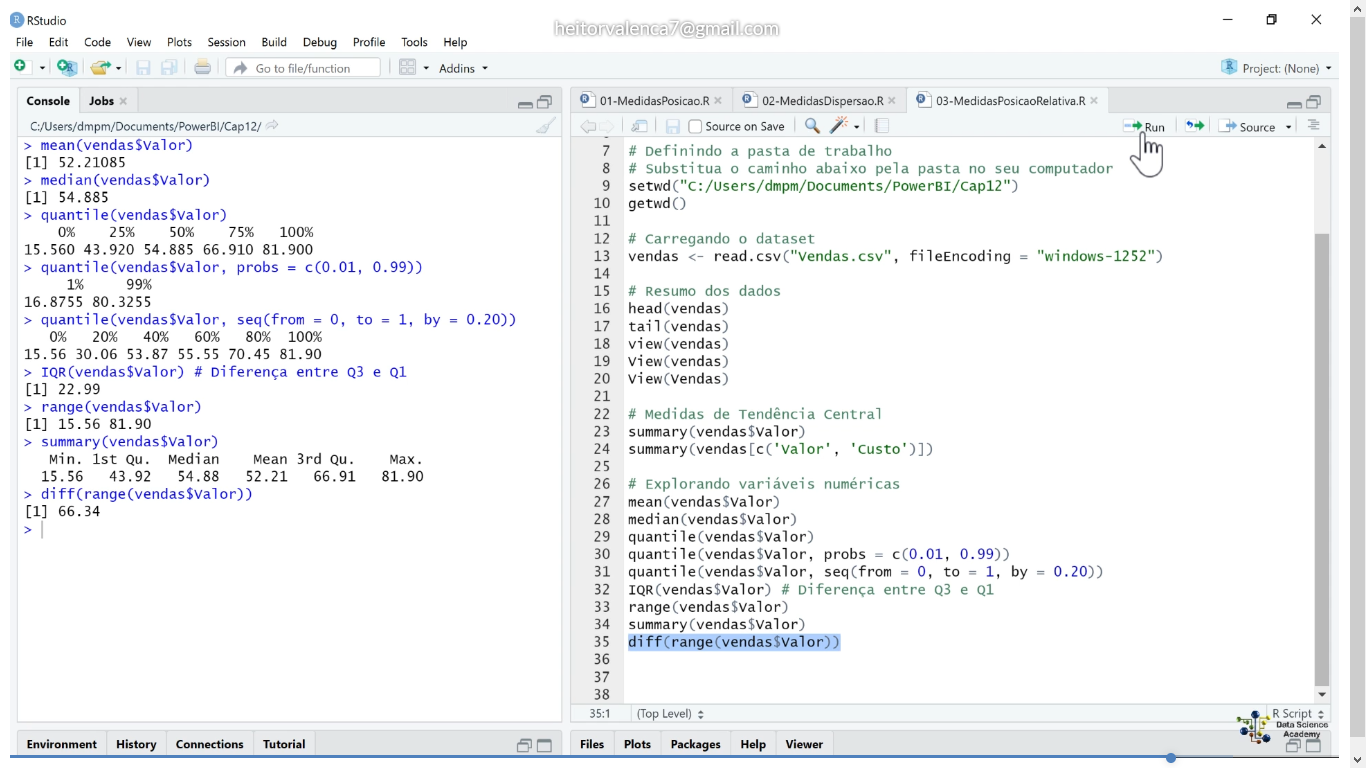 RStudio
heitorvalenca7@gmail.com
File Edit Code View Plots Session Build Debug Profile Tools Help
Go to file/function
Addins
Project: (None)
Console Jobs
C:/Users/dmpm/Documents/PowerBI/Cap12/
> mean(vendas$Valor)
[1] 52.21085
> median(vendas$Valor)
[1] 54.885
> quantile(vendas$Valor)
0% 25% 50% 75% 100%
15.560 43.920 54.885 66.910 81.900
> quantile(vendas$Valor, probs = c(0.01, 0.99))
1% 99%
16.8755 80.3255
> quantile(vendas$Valor, seq(from = 0, to = 1, by = 0.20))
0% 20% 40% 60% 80% 100%
15.56 30.06 53.87 55.55 70.45 81.90
> IQR(vendas$Valor) # Diferença entre Q3 e Q1
[1] 22.99
> range(vendas$Valor)
[1] 15.56 81.90
> summary(vendas$Valor)
Min. 1st Qu. Median Mean 3rd Qu. Max.
15.56 43.92 54.88 52.21 66.91 81.90
> diff(range(vendas$Valor))
[1] 66.34
>
Environment History Connections Tutorial
01-MedidasPosicao.R 02-MedidasDispersao.R 03-MedidasPosicaoRelativa.R
Source on Save
Run
Source
7 # Definindo a pasta de trabalho
8 # Substitua o caminho abaixo pela pasta no seu computador
9 setwd("C:/Users/dmpm/Documents/PowerBI/Cap12")
10 getwd()
11
12 # Carregando o dataset
13 vendas <- read.csv("Vendas.csv", fileEncoding = "windows-1252")
14
15 # Resumo dos dados
16 head(vendas)
17 tail(vendas)
18 view(vendas)
19 View(vendas)
20 View(Vendas)
21
22 # Medidas de Tendência Central
23 summary(vendas$Valor)
24 summary(vendas[c('Valor', 'Custo')])
25
26 # Explorando variáveis numéricas
27 mean(vendas$Valor)
28 median(vendas$Valor)
29 quantile(vendas$Valor)
30 quantile(vendas$Valor, probs = c(0.01, 0.99))
31 quantile(vendas$Valor, seq(from = 0, to = 1, by = 0.20))
32 IQR(vendas$Valor) # Diferença entre Q3 e Q1
33 range(vendas$Valor)
34 summary(vendas$Valor)
35 diff(range(vendas$Valor))
36
37
38
35:1 (Top Level)
R Script
Data Science
Academy
Files Plots Packages Help Viewer